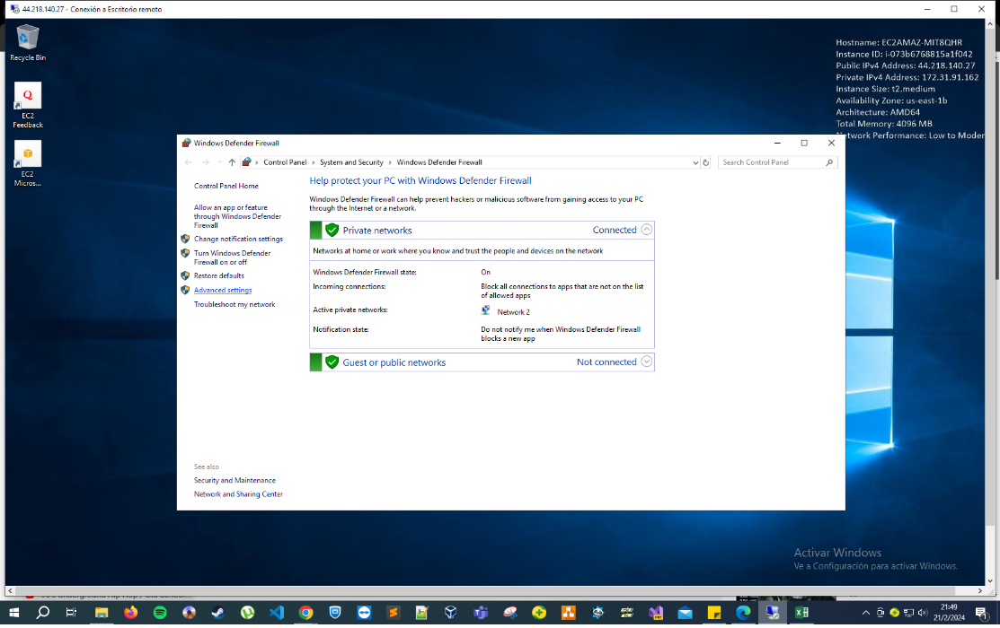 44.218.140.27 - Conexión a Escritorio remoto
Recycle Bin
EC2
Feedback
EC2
Micros...
Hostname: EC2AMAZ-MIT8QHR
Instance ID: i-073b6768815a1f042
Public IPv4 Address: 44.218.140.27
Private IPv4 Address: 172.31.91.162
Instance Size: t2.medium
Availability Zone: us-east-1b
Architecture: AMD64
Total Memory: 4096 MB
Network Performance: Low to Moder
Windows Defender Firewall
Control Panel > System and Security > Windows Defender Firewall
Search Control Panel
Control Panel Home
Allow an app or feature
through Windows Defender
Firewall
Change notification settings
Turn Windows Defender
Firewall on or off
Restore defaults
Advanced settings
Troubleshoot my network
Help protect your PC with Windows Defender Firewall
Windows Defender Firewall can help prevent hackers or malicious software from gaining access to your PC
through the Internet or a network.
Private networks Connected
Networks at home or work where you know and trust the people and devices on the network
Windows Defender Firewall state: On
Incoming connections: Block all connections to apps that are not on the list
of allowed apps
Active private networks: Network 2
Notification state: Do not notify me when Windows Defender Firewall
blocks a new app
Guest or public networks Not connected
See also
Security and Maintenance
Network and Sharing Center
Activar Windows
Ve a Configuración para activar Windows.
21:49
21/2/2024